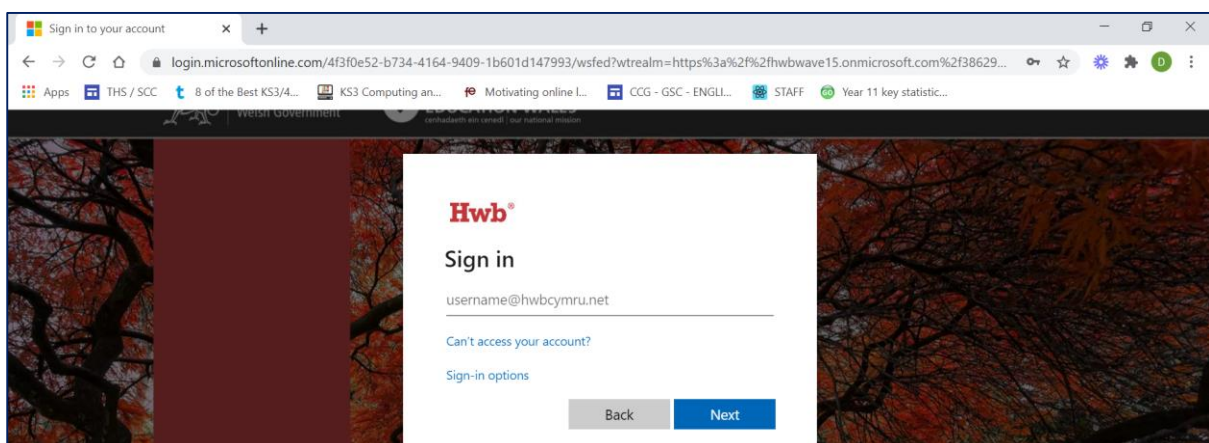 Sign in to your account
login.microsoftonline.com/4f3f0e52-b734-4164-9409-1b601d147993/wsfed?wtrealm=https%3a%2f%2fhwbwave15.onmicrosoft.com%2f38629...
Apps THS / SCC 8 of the Best KS3/4... KS3 Computing an... Motivating online l... CCG - GSC - ENGLI... STAFF Year 11 key statistic...
Welsh Government
EDUCATION WALES
cenhadaeth ein cenedl | our national mission
Hwb®
Sign in
username@hwbcymru.net
Can't access your account?
Sign-in options
Back Next